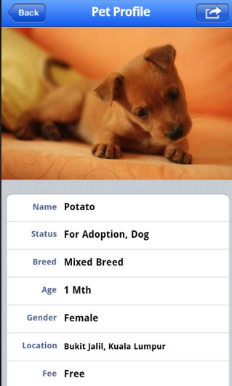 Back
Pet Profile
Name Potato
Status For Adoption, Dog
Breed Mixed Breed
Age 1 Mth
Gender Female
Location Bukit Jalil, Kuala Lumpur
Fee Free